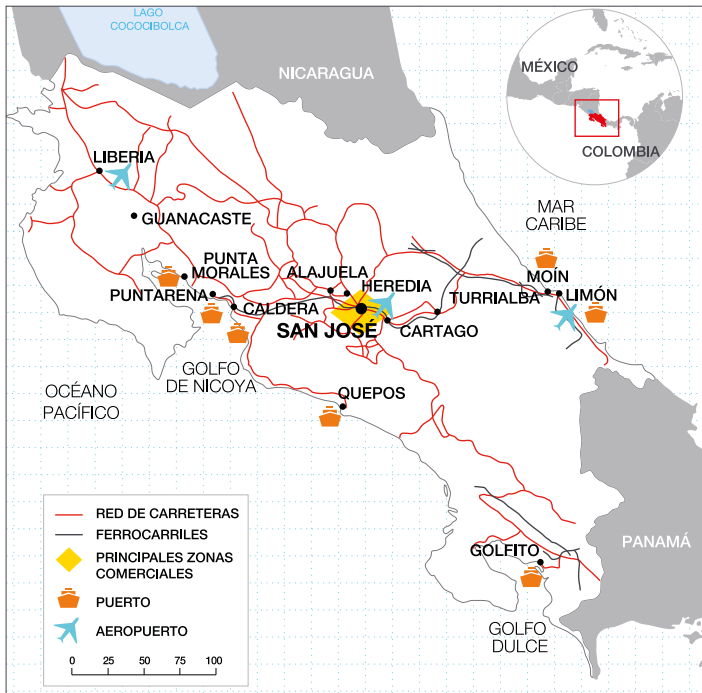 LAGO
COCOCIBOLCA
NICARAGUA
MÉXICO
COLOMBIA
LIBERIA
GUANACASTE
MAR
CARIBE
PUNTA
MORALES
ALAJUELA
HEREDIA
MOÍN
LIMÓN
PUNTARENA
CALDERA
TURRIALBA
SAN JOSÉ
CARTAGO
GOLFO
DE NICOYA
OCÉANO
PACÍFICO
QUEPOS
RED DE CARRETERAS
FERROCARRILES
PRINCIPALES ZONAS
COMERCIALES
PUERTO
AEROPUERTO
0 25 50 75 100
GOLFITO
PANAMÁ
GOLFO
DULCE